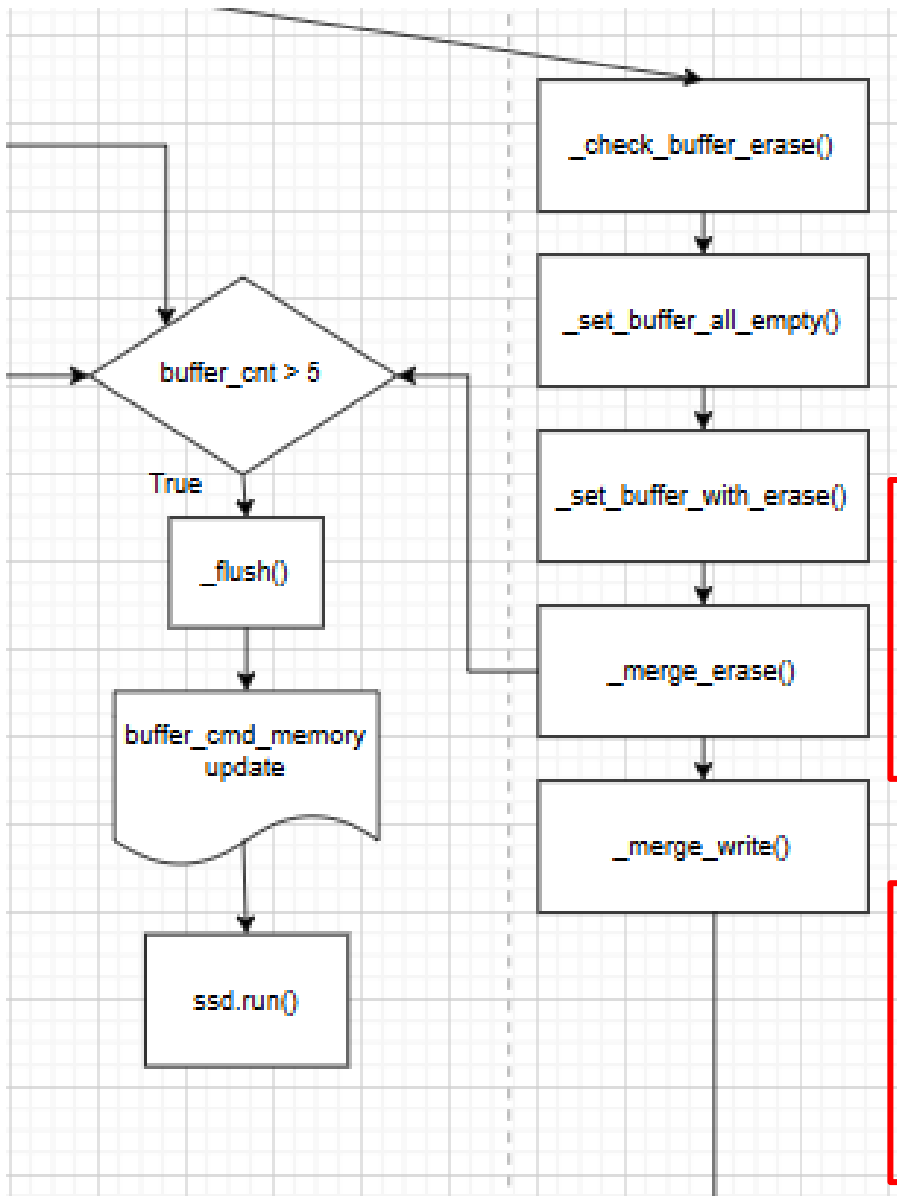 _check_buffer_erase()
_set_buffer_all_empty()
buffer_cnt > 5
True
_set_buffer_with_erase()
_flush()
_merge_erase()
buffer_cmd_memory
update
_merge_write()
ssd.run()